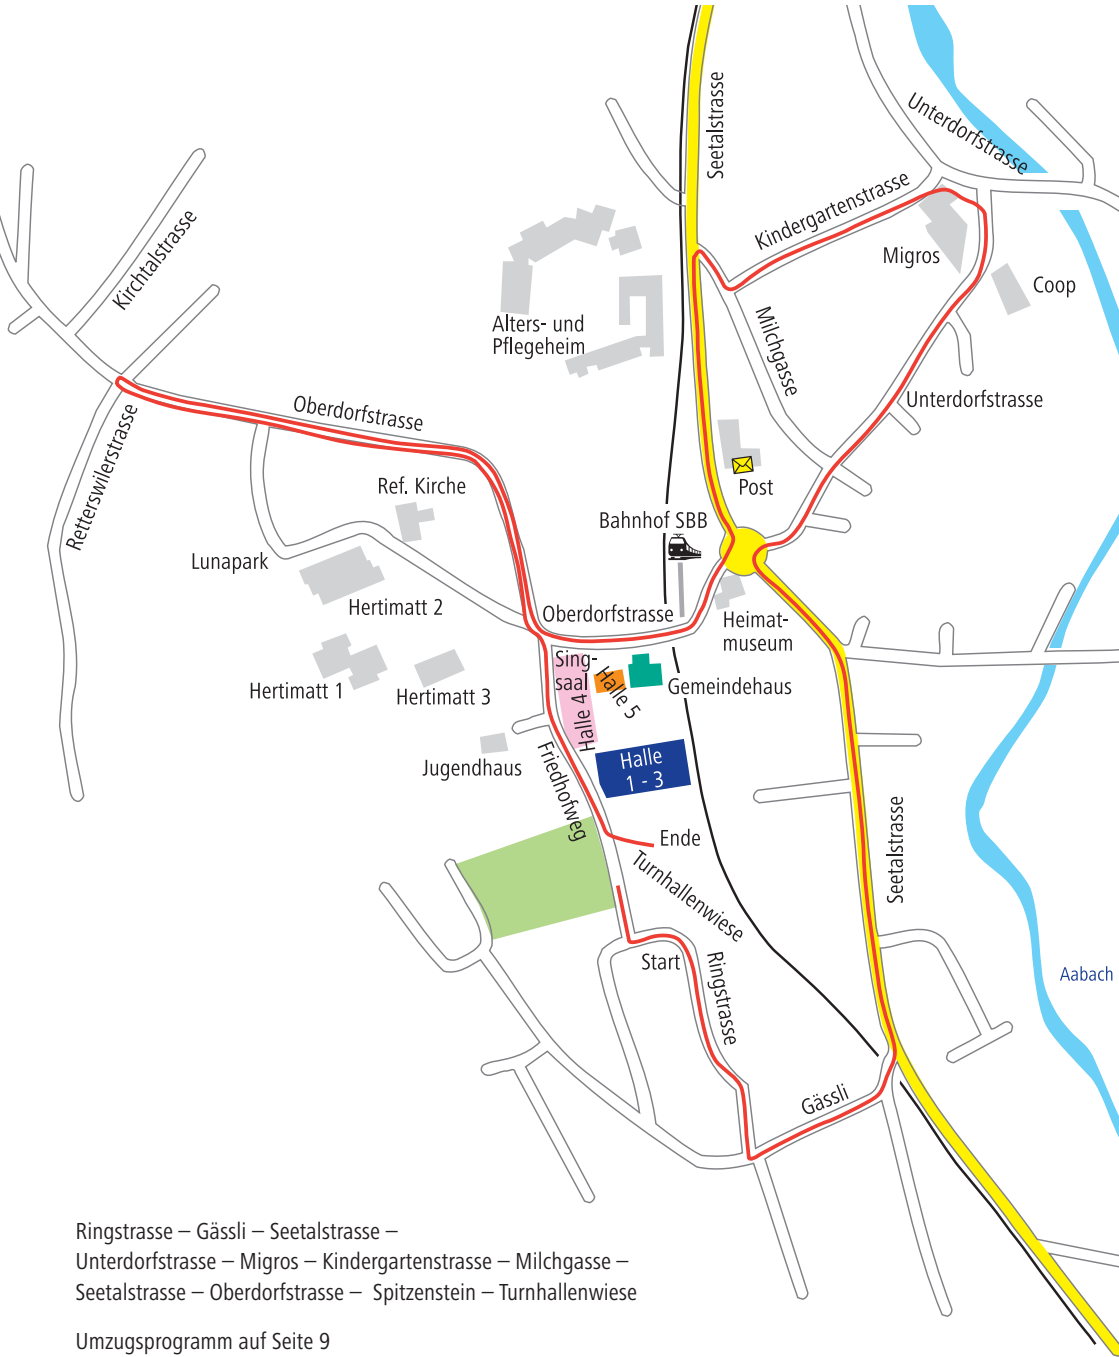 Seetalstrasse
Unterdorfstrasse
Kindergartenstrasse
Kirchtalstrasse
Migros
Coop
Alters- und
Pflegeheim
Milchgasse
Oberdorfstrasse
Unterdorfstrasse
Retterswilerstrasse
Ref. Kirche
Post
Bahnhof SBB
Lunapark
Hertimatt 2
Oberdorfstrasse
Heimat-
museum
Sing-
saal
Halle 4
Halle 5
Gemeindehaus
Hertimatt 1
Hertimatt 3
Jugendhaus
Friedhofweg
Halle
1 - 3
Ende
Turnhallenwiese
Seetalstrasse
Start
Ringstrasse
Aabach
Gässli
Ringstrasse – Gässli – Seetalstrasse –
Unterdorfstrasse – Migros – Kindergartenstrasse – Milchgasse –
Seetalstrasse – Oberdorfstrasse – Spitzenstein – Turnhallenwiese
Umzugsprogramm auf Seite 9